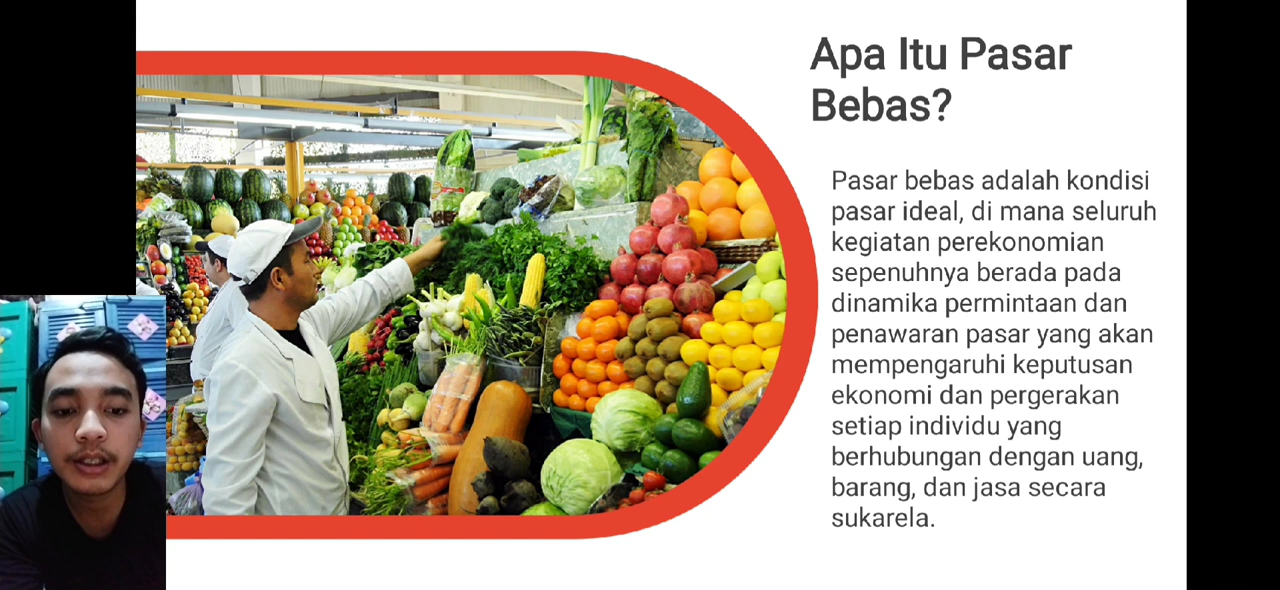 Apa Itu Pasar
Bebas?
Pasar bebas adalah kondisi
pasar ideal, di mana seluruh
kegiatan perekonomian
sepenuhnya berada pada
dinamika permintaan dan
penawaran pasar yang akan
mempengaruhi keputusan
ekonomi dan pergerakan
setiap individu yang
berhubungan dengan uang,
barang, dan jasa secara
sukarela.